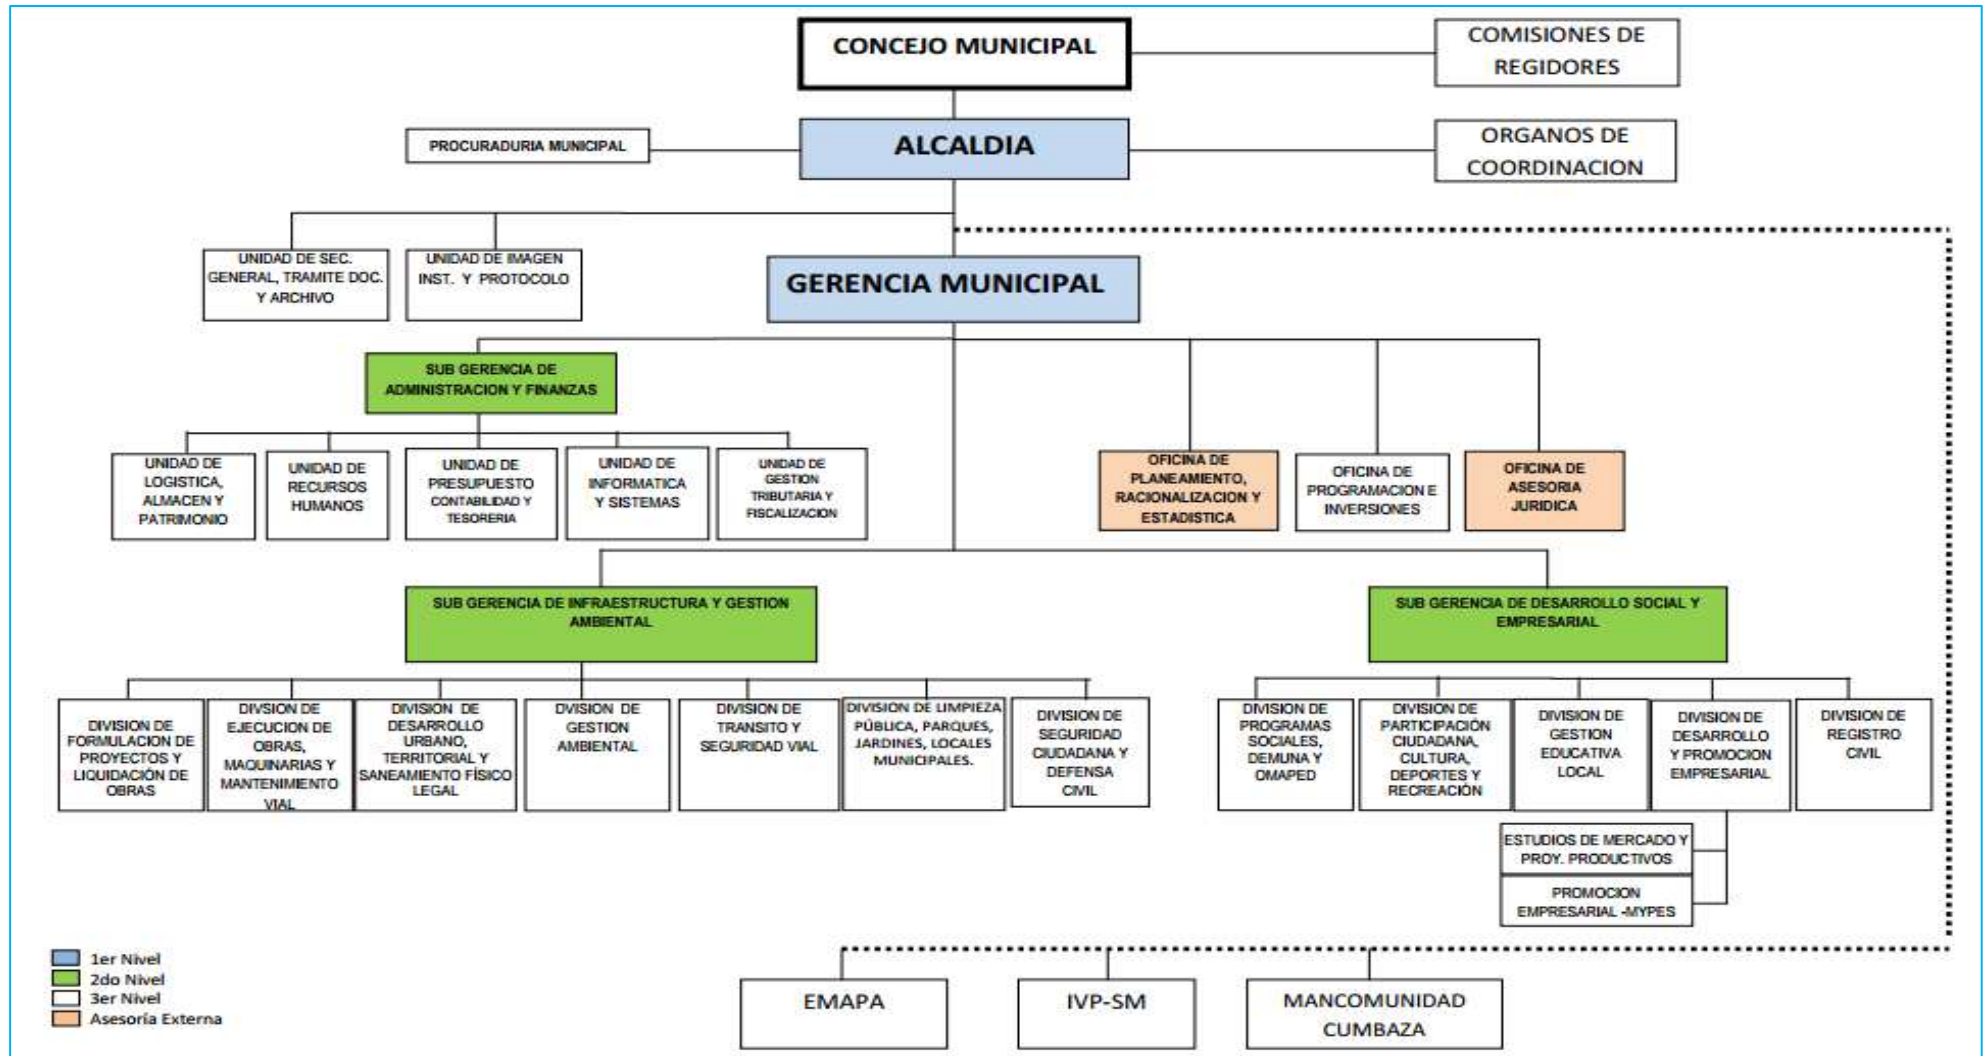 CONCEJO MUNICIPAL
COMISIONES DE
REGIDORES
PROCURADURIA MUNICIPAL
ALCALDIA
ORGANOS DE
COORDINACION
UNIDAD DE SEC.
GENERAL, TRAMITE DOC.
Y ARCHIVO
UNIDAD DE IMAGEN
INST. Y PROTOCOLO
GERENCIA MUNICIPAL
SUB GERENCIA DE
ADMINISTRACION Y FINANZAS
UNIDAD DE
LOGISTICA,
ALMACEN Y
PATRIMONIO
UNIDAD DE
RECURSOS
HUMANOS
UNIDAD DE
PRESUPUESTO
CONTABILIDAD Y
TESORERIA
UNIDAD DE
INFORMATICA
Y SISTEMAS
UNIDAD DE
GESTION
TRIBUTARIA Y
FISCALIZACION
OFICINA DE
PLANEAMIENTO,
RACIONALIZACION Y
ESTADISTICA
OFICINA DE
PROGRAMACION E
INVERSIONES
OFICINA DE
ASESORIA
JURIDICA
SUB GERENCIA DE INFRAESTRUCTURA Y GESTION
AMBIENTAL
SUB GERENCIA DE DESARROLLO SOCIAL Y
EMPRESARIAL
DIVISION DE
FORMULACION DE
PROYECTOS Y
LIQUIDACIÓN DE
OBRAS
DIVSION DE
EJECUCION DE
OBRAS,
MAQUINARIAS Y
MANTENIMIENTO
VIAL
DIVISION DE
DESARROLLO
URBANO,
TERRITORIAL Y
SANEAMIENTO FÍSICO
LEGAL
DVISION DE
GESTION
AMBIENTAL
DIVISION DE
TRANSITO Y
SEGURIDAD VIAL
DIVISION DE LIMPIEZA
PÚBLICA, PARQUES,
JARDINES, LOCALES
MUNICIPALES.
DIVISION DE
SEGURIDAD
CIUDADANA Y
DEFENSA
CIVIL
DIVISION DE
PROGRAMAS
SOCIALES,
DEMUNA Y
OMAPED
DIVISION DE
PARTICIPACIÓN
CIUDADANA,
CULTURA,
DEPORTES Y
RECREACIÓN
DIVISION DE
GESTION
EDUCATIVA
LOCAL
DIVISION DE
DESARROLLO
Y PROMOCION
EMPRESARIAL
DIVISION DE
REGISTRO
CIVIL
ESTUDIOS DE MERCADO Y
PROY. PRODUCTIVOS
PROMOCION
EMPRESARIAL -MYPES
1er Nivel
2do Nivel
3er Nivel
Asesoría Externa
EMAPA
IVP-SM
MANCOMUNIDAD
CUMBAZA